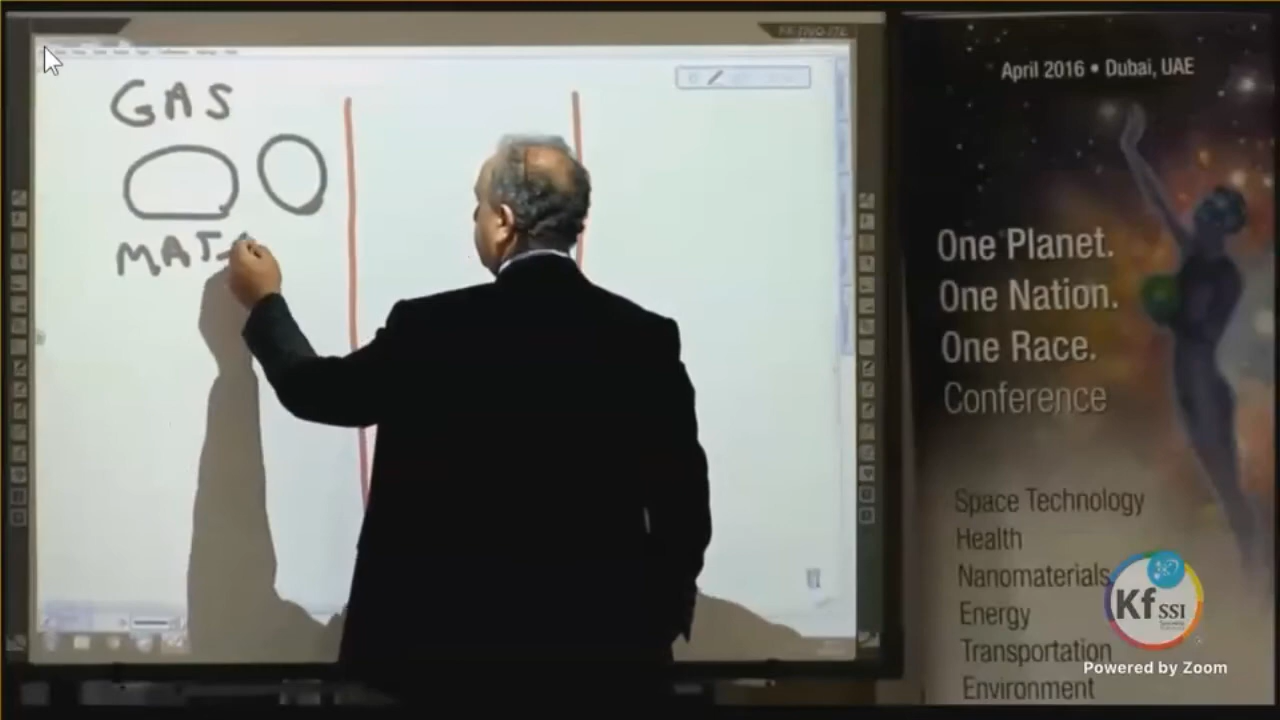 GAS
MAT
April 2016 • Dubai, UAE
One Planet.
One Nation.
One Race.
Conference
Space Technology
Health
Nanomaterials
Energy
Transportation
Environment
Kf SSI
Powered by Zoom